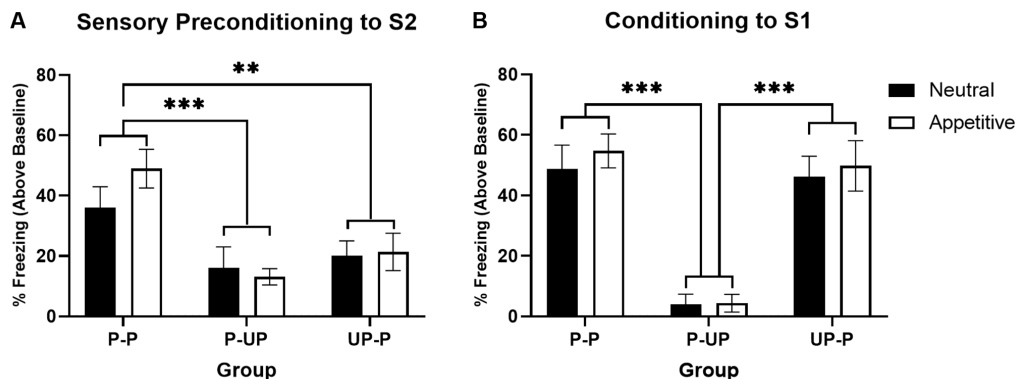 A
Sensory Preconditioning to S2
% Freezing (Above Baseline)
80
60
40
20
0
**
***
P-P
P-UP
UP-P
Group
B
Conditioning to S1
% Freezing (Above Baseline)
80
60
40
20
0
***
***
P-P
P-UP
UP-P
Group
Neutral
Appetitive